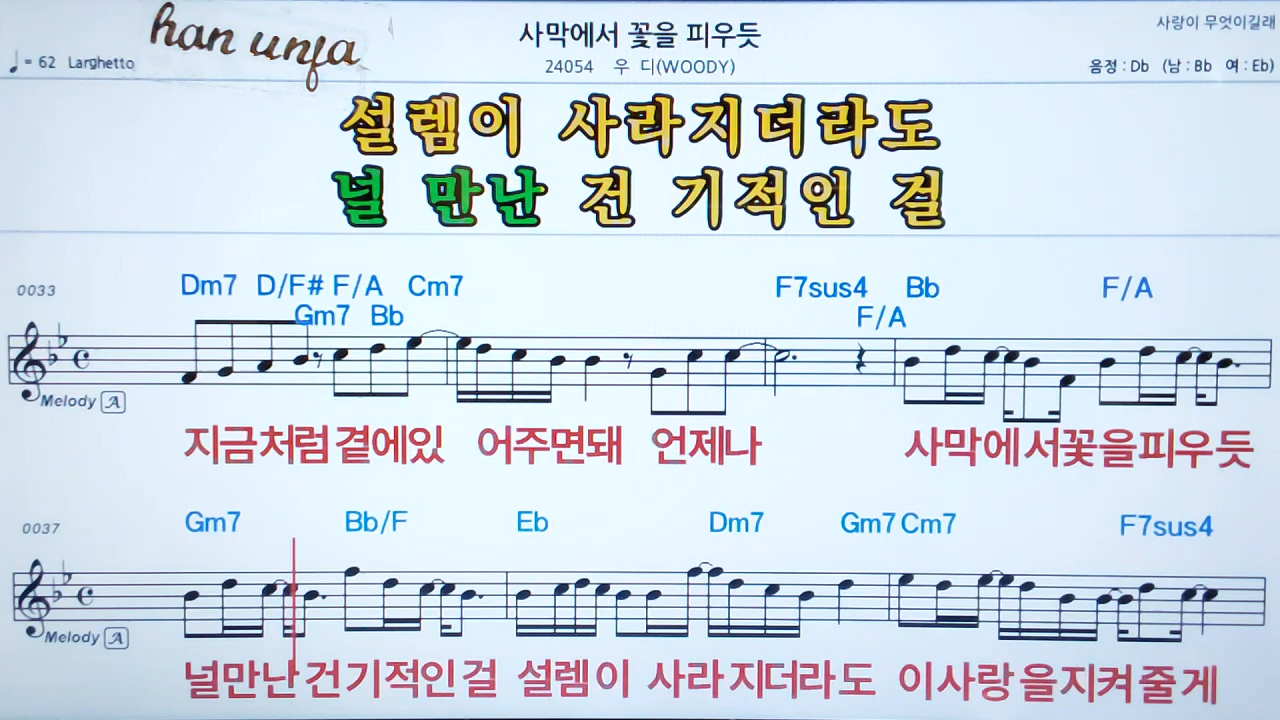 han unja
사막에서 꽃을 피우듯
사랑이 무엇이길래
♩= 62 Larghetto
24054 우 디(WOODY)
음정 : Db (남 : Bb 여 : Eb)
설렘이 사라지더라도
널 만난 건 기적인 걸
0033
Dm7 D/F# F/A Cm7 F7sus4 Bb F/A
Gm7 Bb F/A
Melody A
지금처럼 곁에있 어주면돼 언제나 사막에서꽃을피우듯
0037
Gm7 Bb/F Eb Dm7 Gm7 Cm7 F7sus4
Melody A
널만난건기적인걸 설렘이 사라지더라도 이사랑을지켜줄게